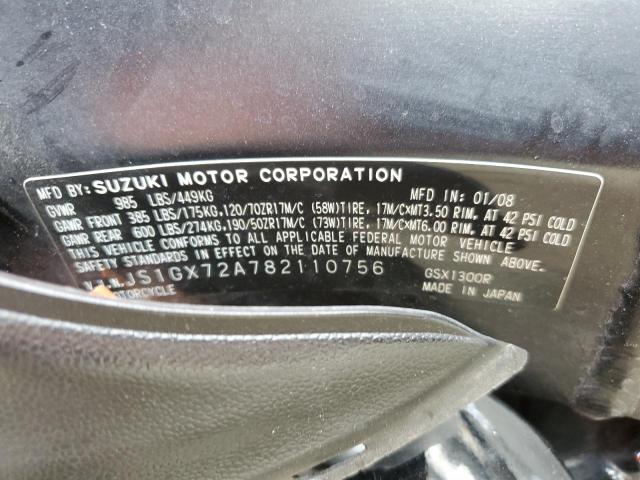 MFD BY: SUZUKI MOTOR CORPORATION
GVWR 985 LBS/449KG MFD IN: 01/08
GAWR FRONT 385 LBS/175KG,120/70ZR17M/C (58W)TIRE, 17M/CXMT3.50 RIM, AT 42 PSI COLD
GAWR REAR 600 LBS/274KG,190/50ZR17M/C (73W)TIRE, 17M/CXMT6.00 RIM, AT 42 PSI COLD
THIS VEHICLE CONFORMS TO ALL APPLICABLE FEDERAL MOTOR VEHICLE
SAFETY STANDARDS IN EFFECT ON THE DATE OF MANUFACTURE SHOWN ABOVE.
JS1GX72A782110756 GSX1300R
MADE IN JAPAN